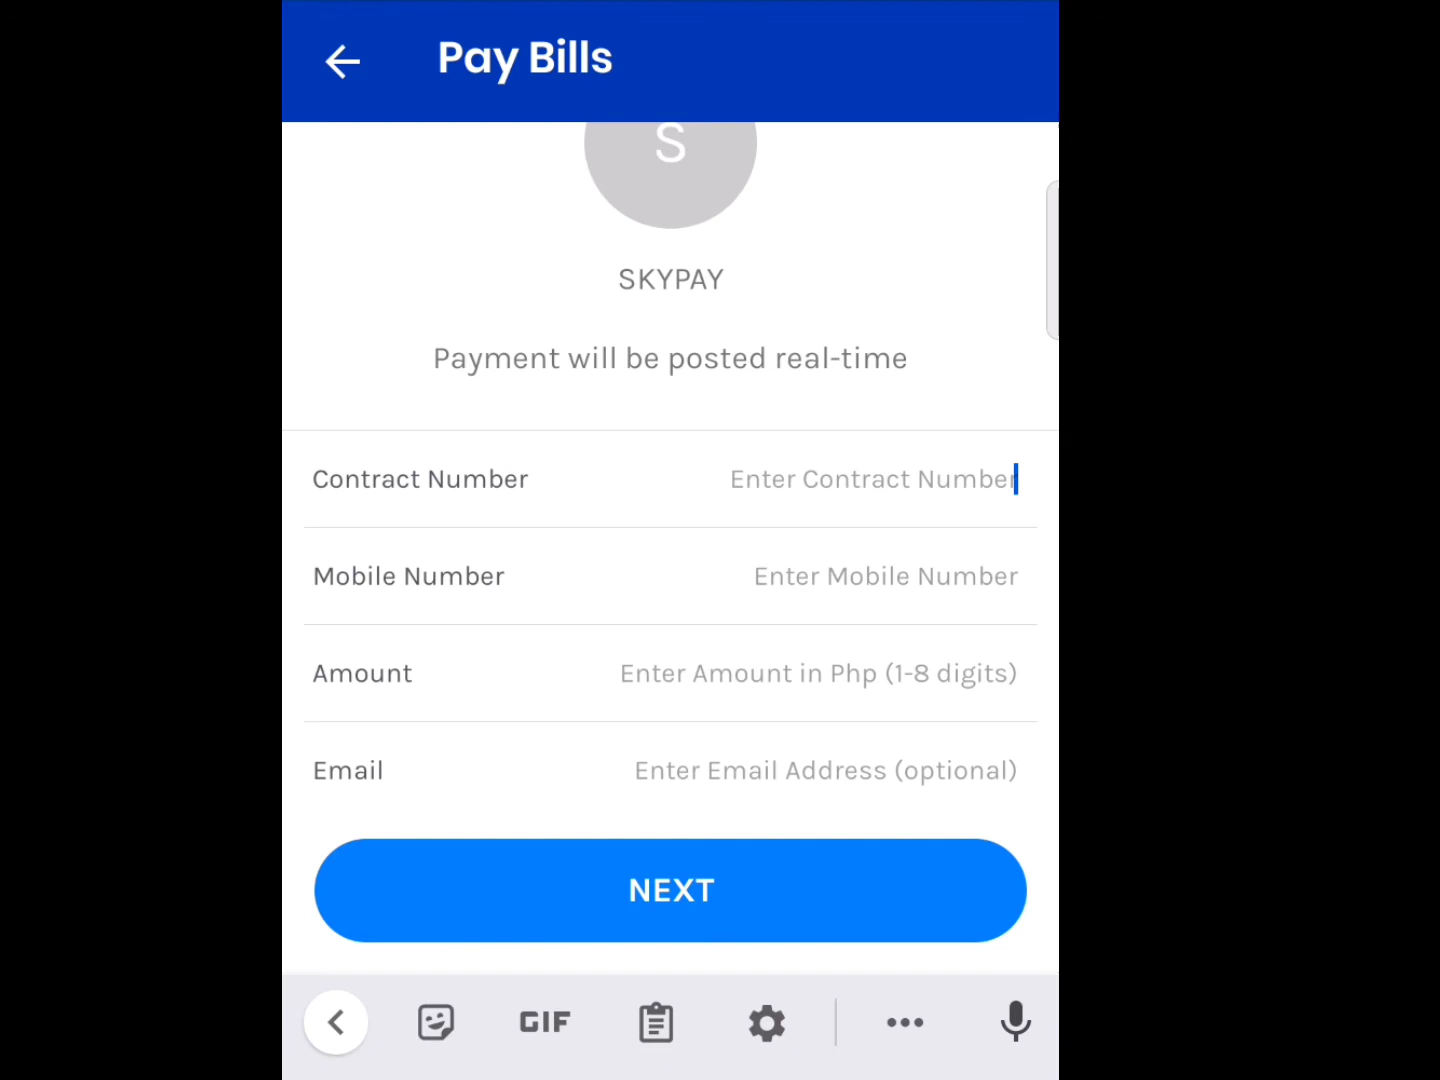 Pay Bills
S
SKYPAY
Payment will be posted real-time
Contract Number Enter Contract Number
Mobile Number Enter Mobile Number
Amount Enter Amount in Php (1-8 digits)
Email Enter Email Address (optional)
NEXT
GIF